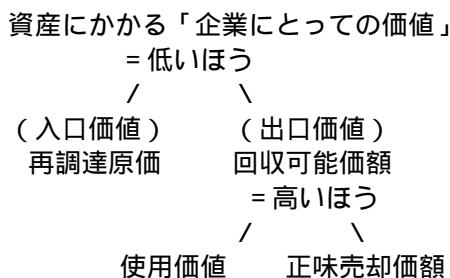 資産にかかる「企業にとっての価値」
=低いほう
/ \
(入口価値) (出口価値)
再調達原価 回収可能価額
=高いほう
/ \
使用価値 正味売却価額